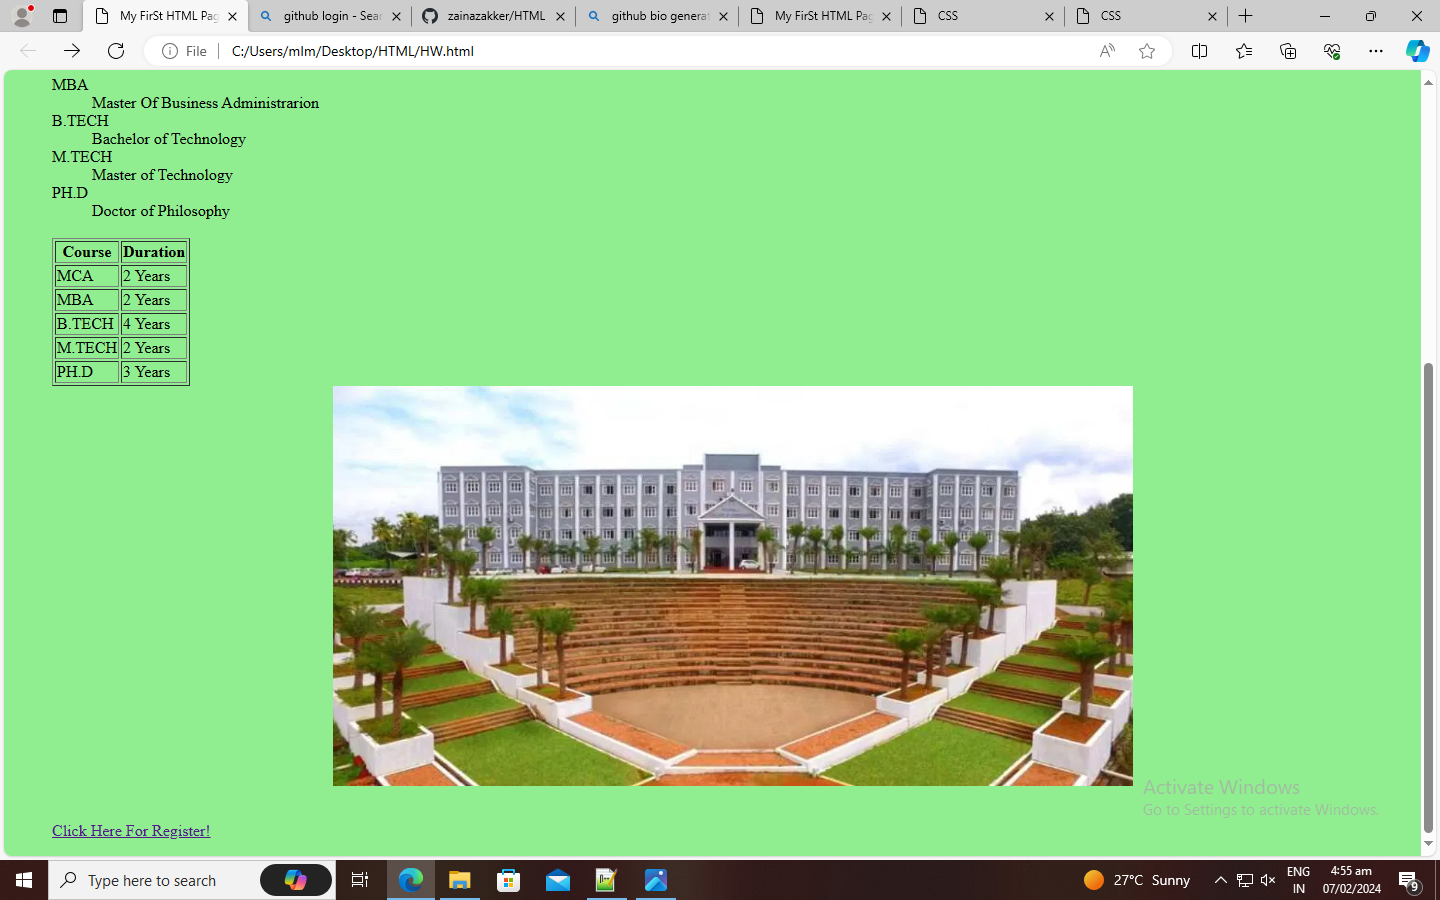 My FirSt HTML Pag
github login - Sear
zainazakker/HTML
github bio generat
My FirSt HTML Pag
CSS
CSS
File
C:/Users/mlm/Desktop/HTML/HW.html
MBA
Master Of Business Administrarion
B.TECH
Bachelor of Technology
M.TECH
Master of Technology
PH.D
Doctor of Philosophy
Course Duration
MCA 2 Years
MBA 2 Years
B.TECH 4 Years
M.TECH 2 Years
PH.D 3 Years
Activate Windows
Go to Settings to activate Windows.
Click Here For Register!
Type here to search
27°C Sunny
ENG
IN
4:55 am
07/02/2024
9